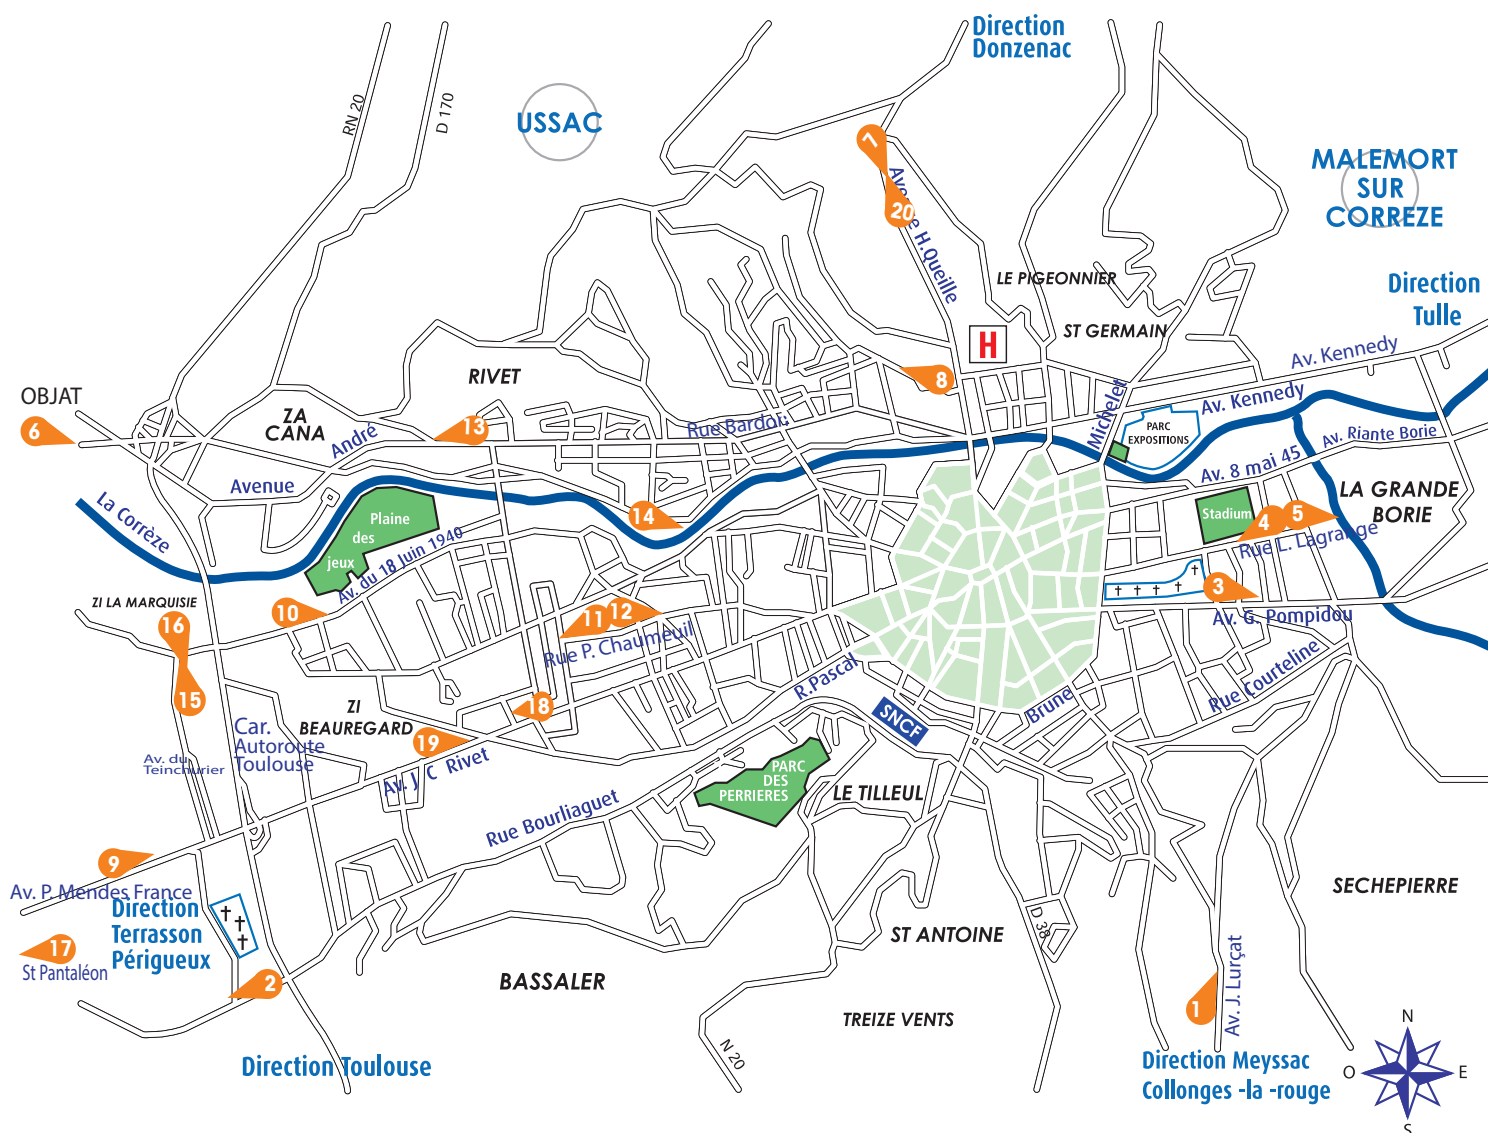 Direction
Donzenac
RN 20
D 170
USSAC
7
MALEMORT
SUR
CORREZE
20
Avenue H.Queille
LE PIGEONNIER
Direction
Tulle
ST GERMAIN
H
Av. Kennedy
RIVET
8
OBJAT
6
ZA
CANA
André
13
Rue Bardon
Michelet
Av. Kennedy
PARC
EXPOSITIONS
Av. Riante Borie
Av. 8 mai 45
Avenue
La Corrèze
Plaine
des
jeux
14
LA GRANDE
BORIE
Stadium
4
5
Rue L. Lagrange
Av. du 18 Juin 1940
ZI LA MARQUISIE
16
10
11
12
3
Av. G. Pompidou
Rue P. Chaumeuil
15
ZI
BEAUREGARD
18
R.Pascal
SNCF
Brune
Rue Courteline
Car.
Autoroute
Toulouse
Av. du
Teinchurier
19
Av. J C Rivet
PARC
DES
PERRIERES
LE TILLEUL
Rue Bourliaguet
9
Av. P. Mendes France
Direction
Terrasson
Périgueux
17
St Pantaléon
2
SECHEPIERRE
ST ANTOINE
D 38
BASSALER
TREIZE VENTS
Av. J. Lurçat
1
N 20
Direction Toulouse
Direction Meyssac
Collonges -la -rouge
N
O
E
S